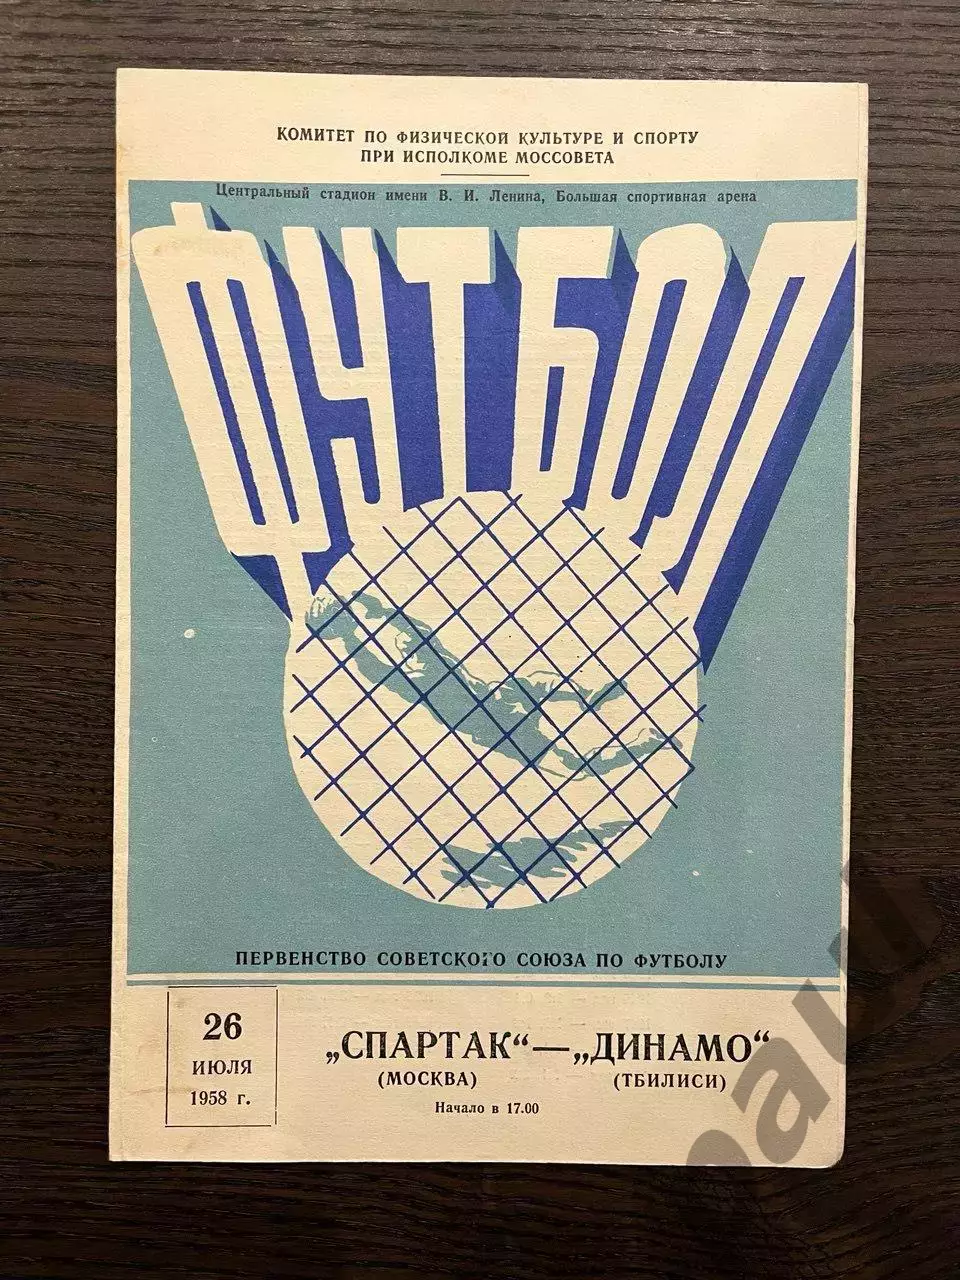 КОМИТЕТ ПО ФИЗИЧЕСКОЙ КУЛЬТУРЕ И СПОРТУ
ПРИ ИСПОЛКОМЕ МОССОВЕТА
Центральный стадион имени В. И. Ленина, Большая спортивная арена
ФУТБОЛ
ПЕРВЕНСТВО СОВЕТСКОГО СОЮЗА ПО ФУТБОЛУ
26
ИЮЛЯ
1958 г.
„СПАРТАК“ — „ДИНАМО“
(МОСКВА) (ТБИЛИСИ)
Начало в 17.00